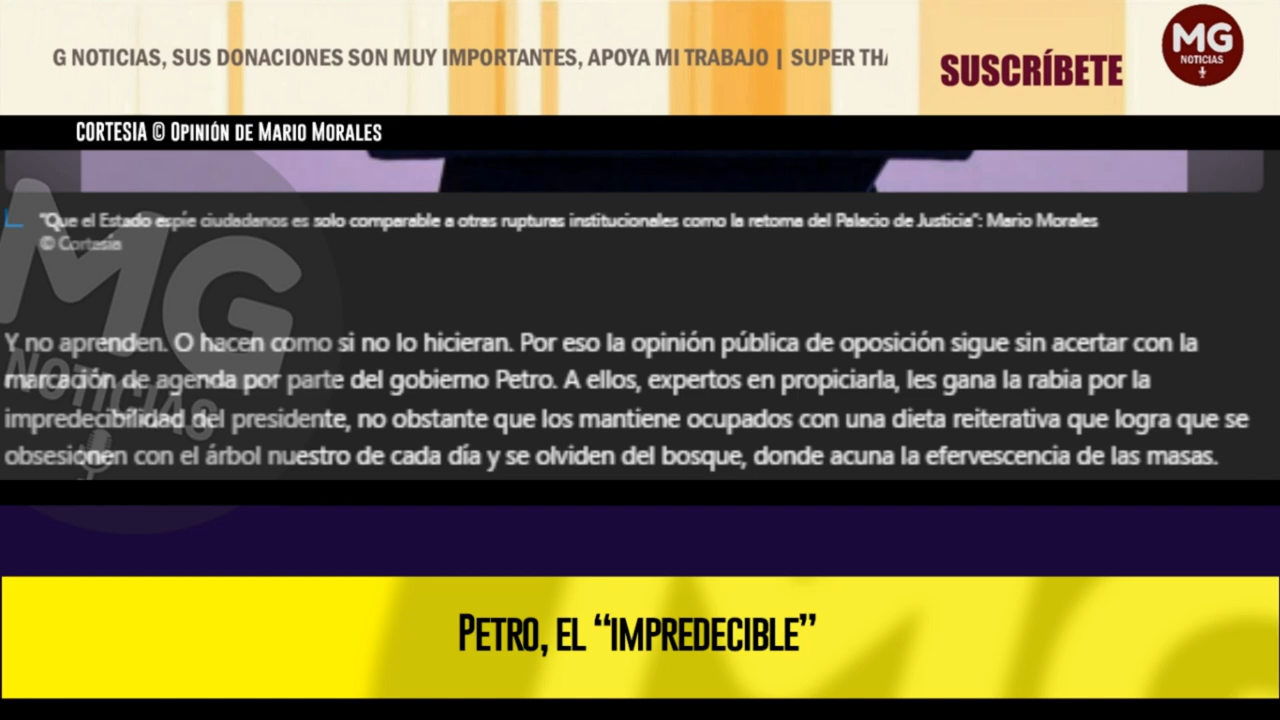 G NOTICIAS, SUS DONACIONES SON MUY IMPORTANTES, APOYA MI TRABAJO | SUPER THA
SUSCRÍBETE
MG
NOTICIAS
CORTESIA © OPINIÓN DE MARIO MORALES
"Que el Estado espíe ciudadanos es solo comparable a otras rupturas institucionales como la retoma del Palacio de Justicia": Mario Morales
© Cortesía
MG
NOTICIAS
Y no aprenden. O hacen como si no lo hicieran. Por eso la opinión pública de oposición sigue sin acertar con la
marcación de agenda por parte del gobierno Petro. A ellos, expertos en propiciarla, les gana la rabia por la
impredecibilidad del presidente, no obstante que los mantiene ocupados con una dieta reiterativa que logra que se
obsesionen con el árbol nuestro de cada día y se olviden del bosque, donde acuna la efervescencia de las masas.
PETRO, EL “IMPREDECIBLE”